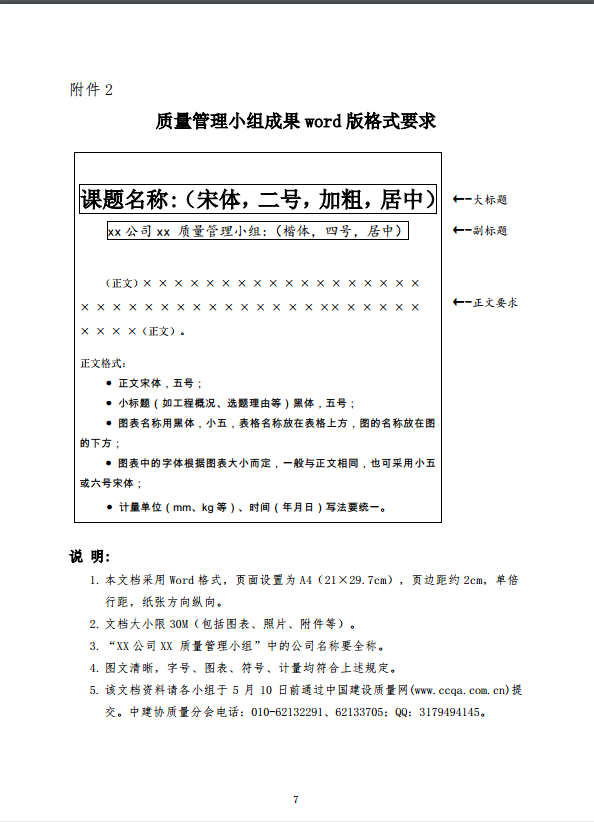 附件 2
质量管理小组成果 word 版格式要求
课题名称:（宋体，二号，加粗，居中）
←--大标题
xx 公司 xx 质量管理小组:（楷体，四号，居中）
←--副标题
（正文）× × × × × × × × × × × × × × × × × ×
× × × × × × × × × × × × × × × ×× × × × × ×
←--正文要求
× × × ×（正文）。
正文格式:
● 正文宋体，五号；
● 小标题（如工程概况、选题理由等）黑体，五号；
● 图表名称用黑体，小五，表格名称放在表格上方，图的名称放在图
的下方；
● 图表中的字体根据图表大小而定，一般与正文相同，也可采用小五
或六号宋体；
● 计量单位（mm、kg 等）、时间（年月日）写法要统一。
说 明:
1. 本文档采用 Word 格式，页面设置为 A4（21×29.7cm），页边距约 2cm，单倍
行距，纸张方向纵向。
2. 文档大小限 30M（包括图表、照片、附件等）。
3. “XX 公司 XX 质量管理小组”中的公司名称要全称。
4. 图文清晰，字号、图表、符号、计量均符合上述规定。
5. 该文档资料请各小组于 5 月 10 日前通过中国建设质量网(www.ccqa.com.cn)提
交。中建协质量分会电话: 010-62132291、62133705; QQ: 3179494145。
7